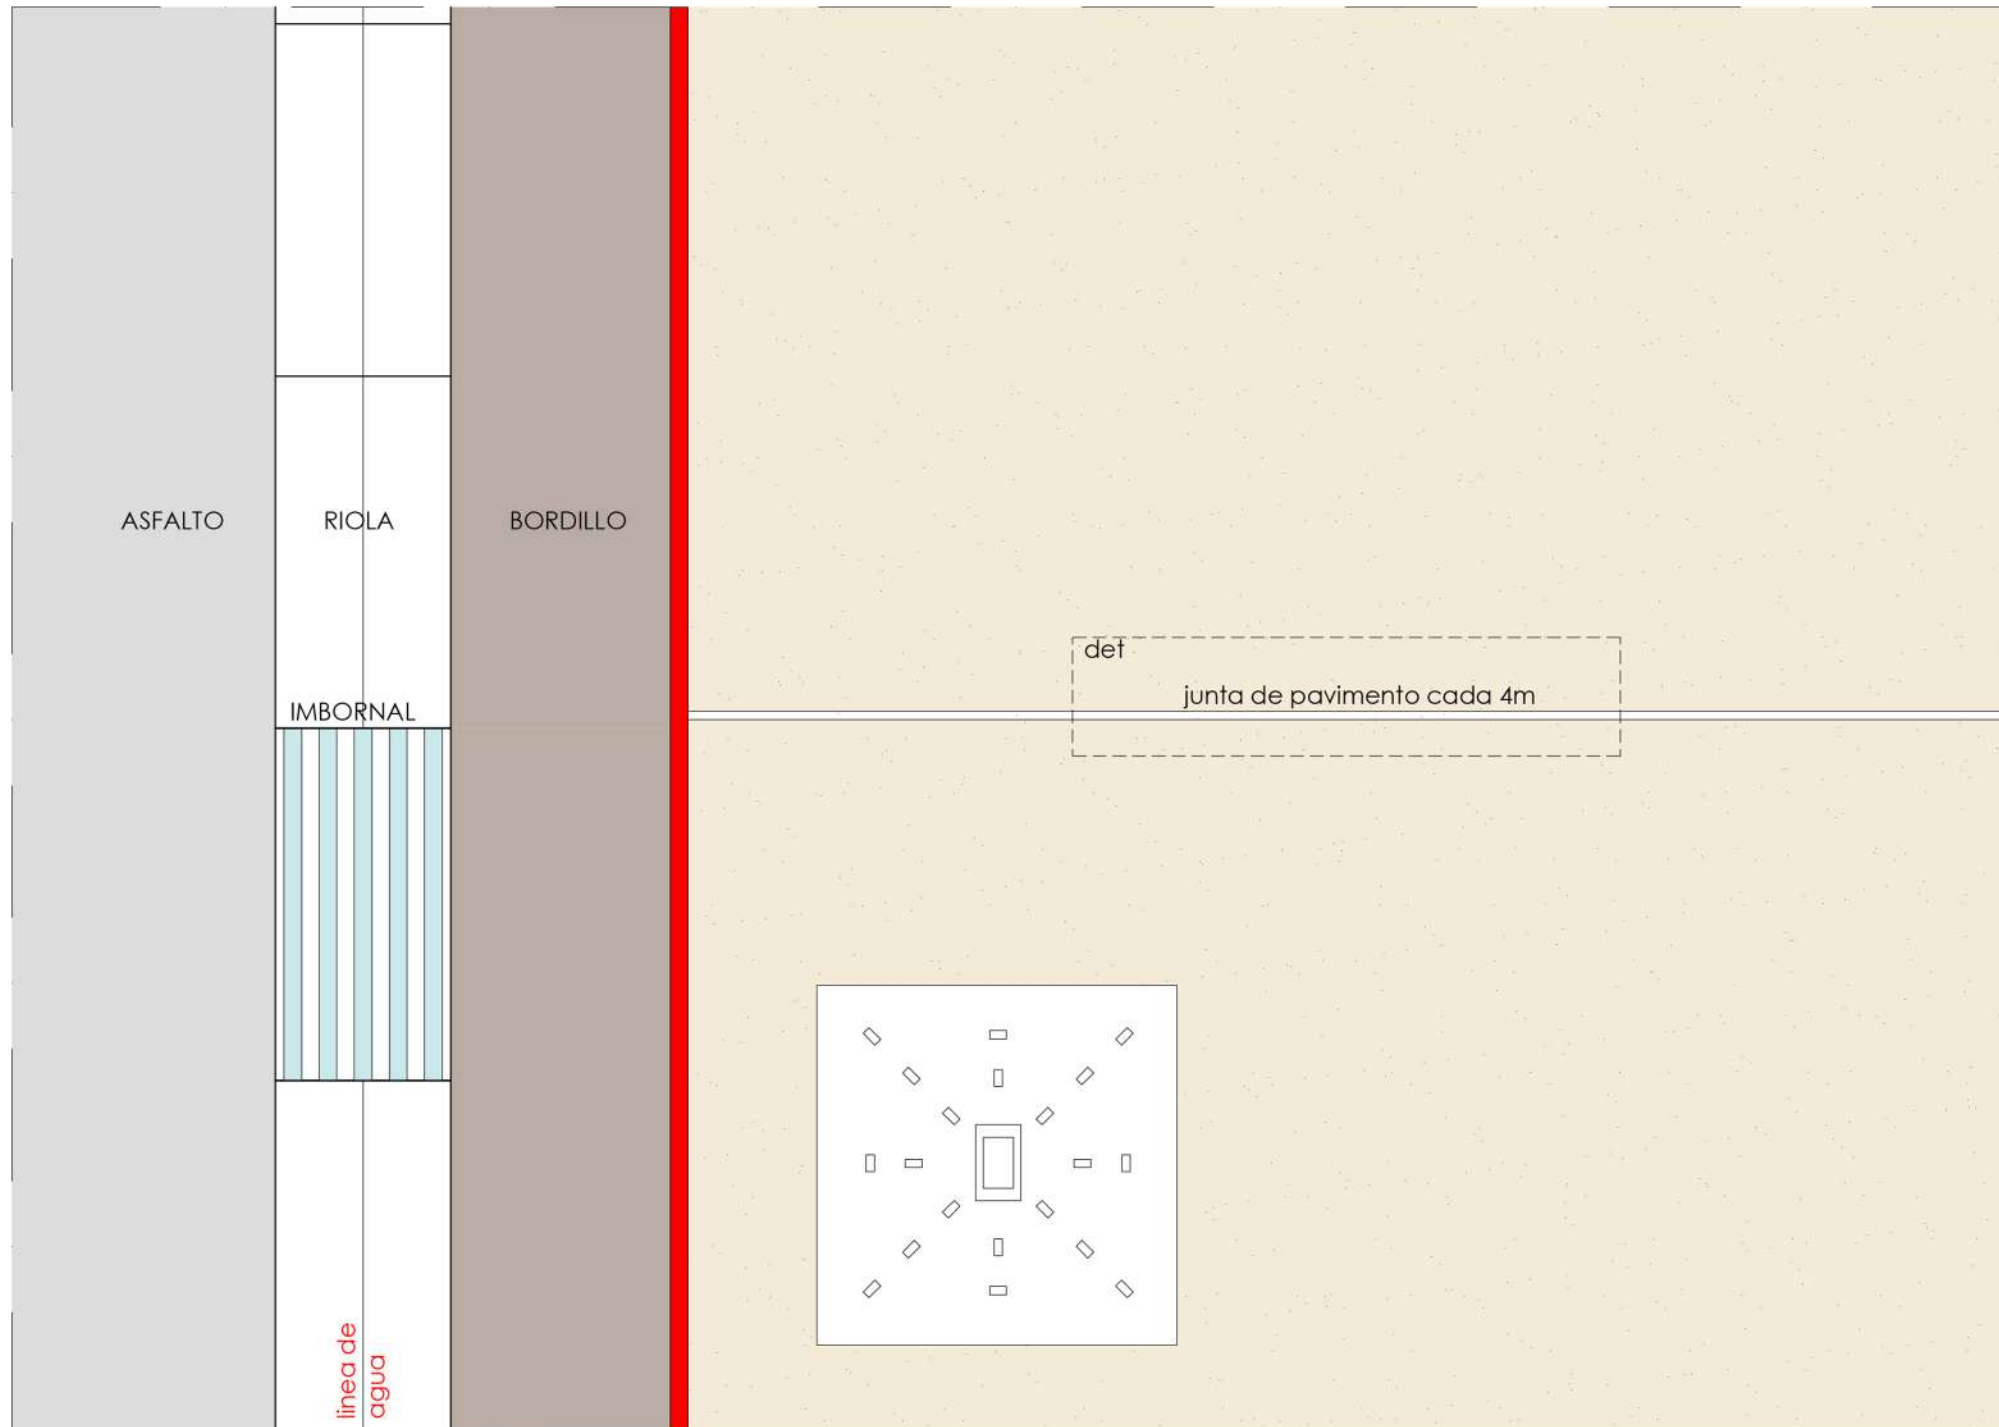 ASFALTO
RIOLA
BORDILLO
det
junta de pavimento cada 4m
IMBORNAL
linea de
agua